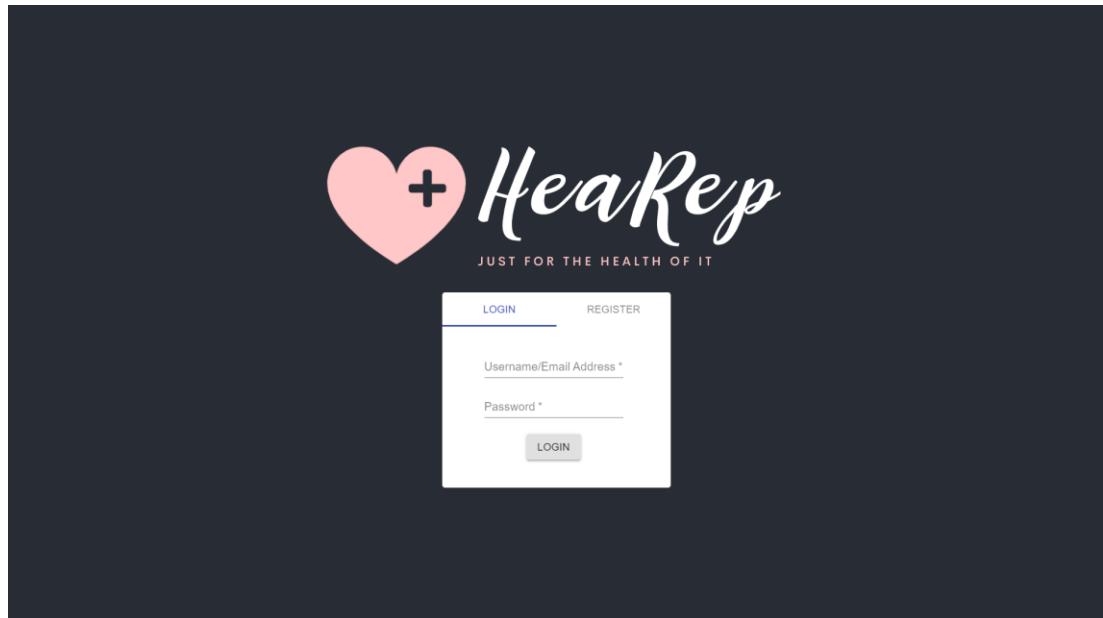 HeaRep
JUST FOR THE HEALTH OF IT
LOGIN REGISTER
Username/Email Address *
Password *
LOGIN